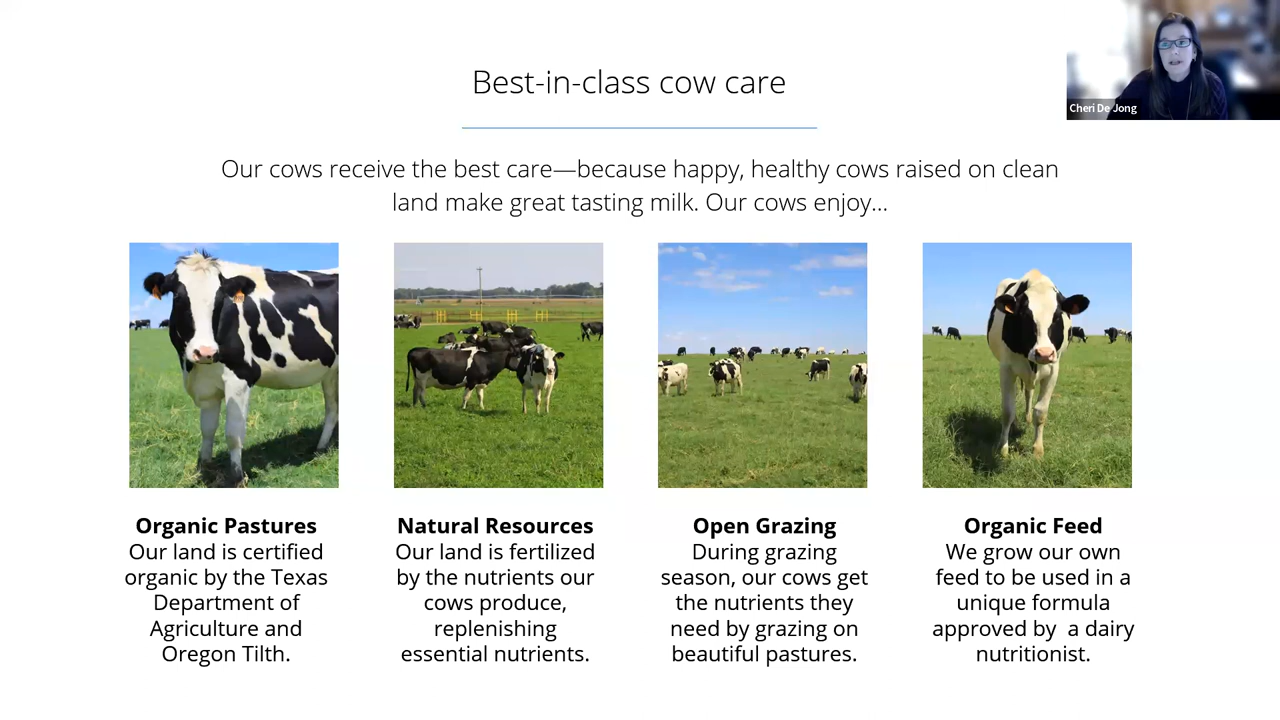 Best-in-class cow care
Cheri De Jong
Our cows receive the best care—because happy, healthy cows raised on clean
land make great tasting milk. Our cows enjoy...
Organic Pastures
Our land is certified
organic by the Texas
Department of
Agriculture and
Oregon Tilth.
Natural Resources
Our land is fertilized
by the nutrients our
cows produce,
replenishing
essential nutrients.
Open Grazing
During grazing
season, our cows get
the nutrients they
need by grazing on
beautiful pastures.
Organic Feed
We grow our own
feed to be used in a
unique formula
approved by  a dairy
nutritionist.